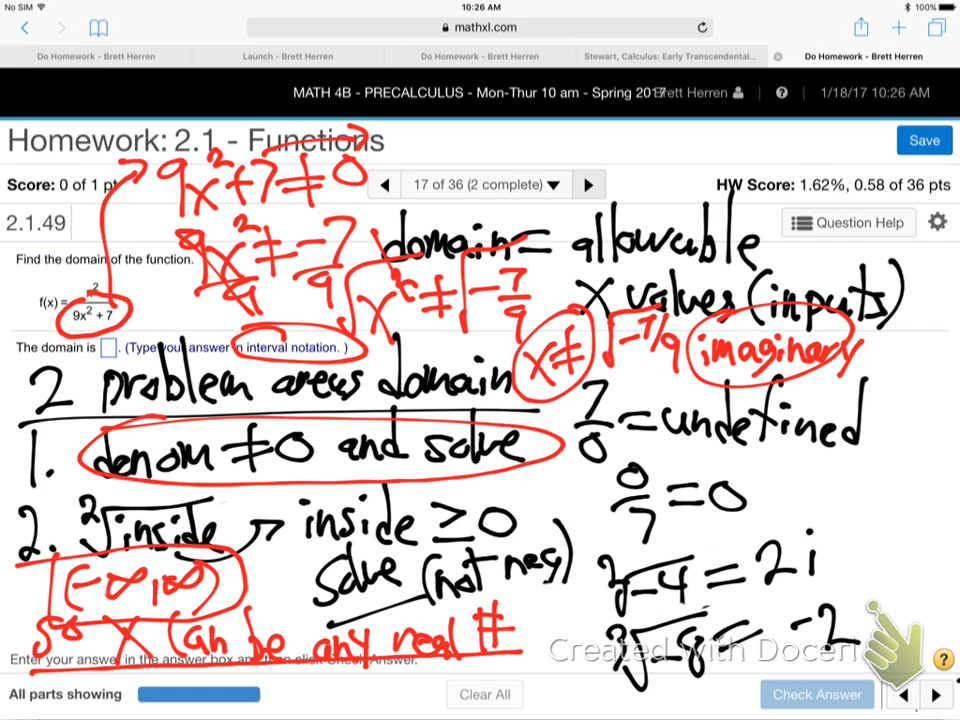 No SIM 10:26 AM 100%
mathxl.com
Do Homework - Brett Herren Launch - Brett Herren Do Homework - Brett Herren Stewart, Calculus: Early Transcendental... Do Homework - Brett Herren
MATH 4B - PRECALCULUS - Mon-Thur 10 am - Spring 2017 Brett Herren 1/18/17 10:26 AM
Homework: 2.1 - Functions Save
Score: 0 of 1 pt 17 of 36 (2 complete) HW Score: 1.62%, 0.58 of 36 pts
9x²+7≠0
2.1.49 Question Help
Find the domain of the function.
f(x) = x² / (9x² + 7)
9x²/9 ≠ -7/9
√x² ≠ √-7/9
x ≠ √-7/9 imaginary
domain = allowable
x values (inputs)
The domain is . (Type your answer in interval notation. )
2 problem areas domain
1. denom ≠ 0 and solve
7/0 = undefined
0/7 = 0
2. ²√inside → inside ≥ 0
solve (not neg)
²√-4 = 2i
³√-8 = -2
(-∞,∞)
so x can be any real #
Created with Doceri
Enter your answer in the answer box and then click Check Answer.
All parts showing Clear All Check Answer